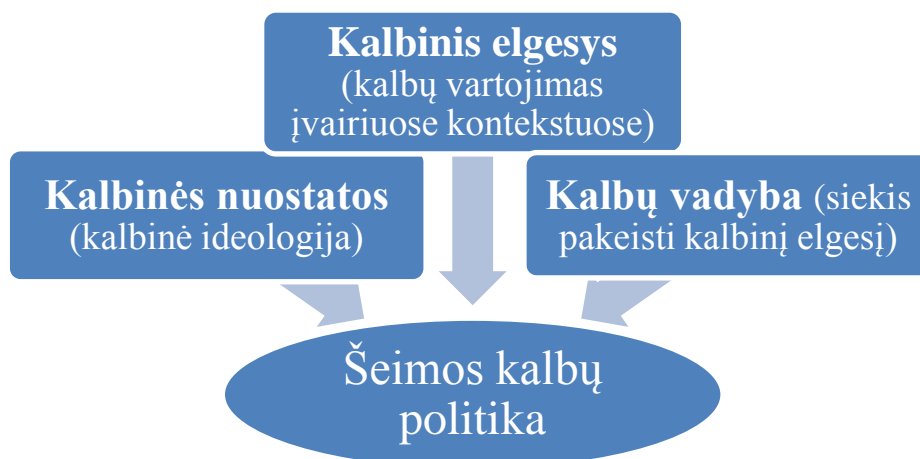 Kalbinis elgesys
(kalbų vartojimas
įvairiuose kontekstuose)
Kalbinės nuostatos
(kalbinė ideologija)
Kalbų vadyba (siekis
pakeisti kalbinį elgesį)
Šeimos kalbų
politika